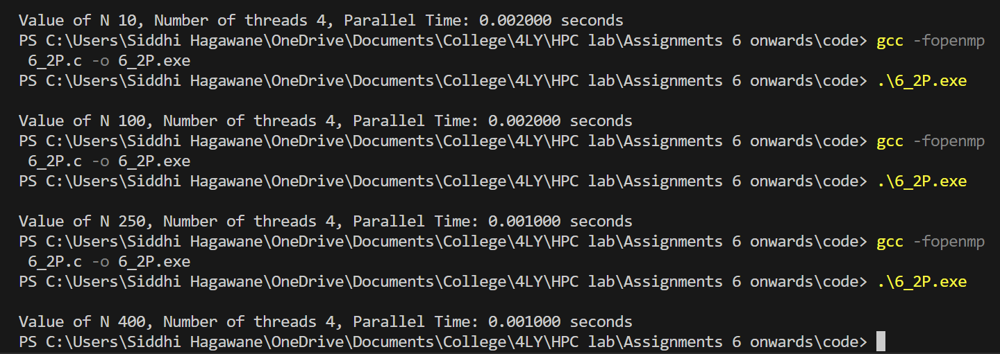 Value of N 10, Number of threads 4, Parallel Time: 0.002000 seconds
PS C:\Users\Siddhi Hagawane\OneDrive\Documents\College\4LY\HPC lab\Assignments 6 onwards\code> gcc -fopenmp
6_2P.c -o 6_2P.exe
PS C:\Users\Siddhi Hagawane\OneDrive\Documents\College\4LY\HPC lab\Assignments 6 onwards\code> .\6_2P.exe
Value of N 100, Number of threads 4, Parallel Time: 0.002000 seconds
PS C:\Users\Siddhi Hagawane\OneDrive\Documents\College\4LY\HPC lab\Assignments 6 onwards\code> gcc -fopenmp
6_2P.c -o 6_2P.exe
PS C:\Users\Siddhi Hagawane\OneDrive\Documents\College\4LY\HPC lab\Assignments 6 onwards\code> .\6_2P.exe
Value of N 250, Number of threads 4, Parallel Time: 0.001000 seconds
PS C:\Users\Siddhi Hagawane\OneDrive\Documents\College\4LY\HPC lab\Assignments 6 onwards\code> gcc -fopenmp
6_2P.c -o 6_2P.exe
PS C:\Users\Siddhi Hagawane\OneDrive\Documents\College\4LY\HPC lab\Assignments 6 onwards\code> .\6_2P.exe
Value of N 400, Number of threads 4, Parallel Time: 0.001000 seconds
PS C:\Users\Siddhi Hagawane\OneDrive\Documents\College\4LY\HPC lab\Assignments 6 onwards\code>